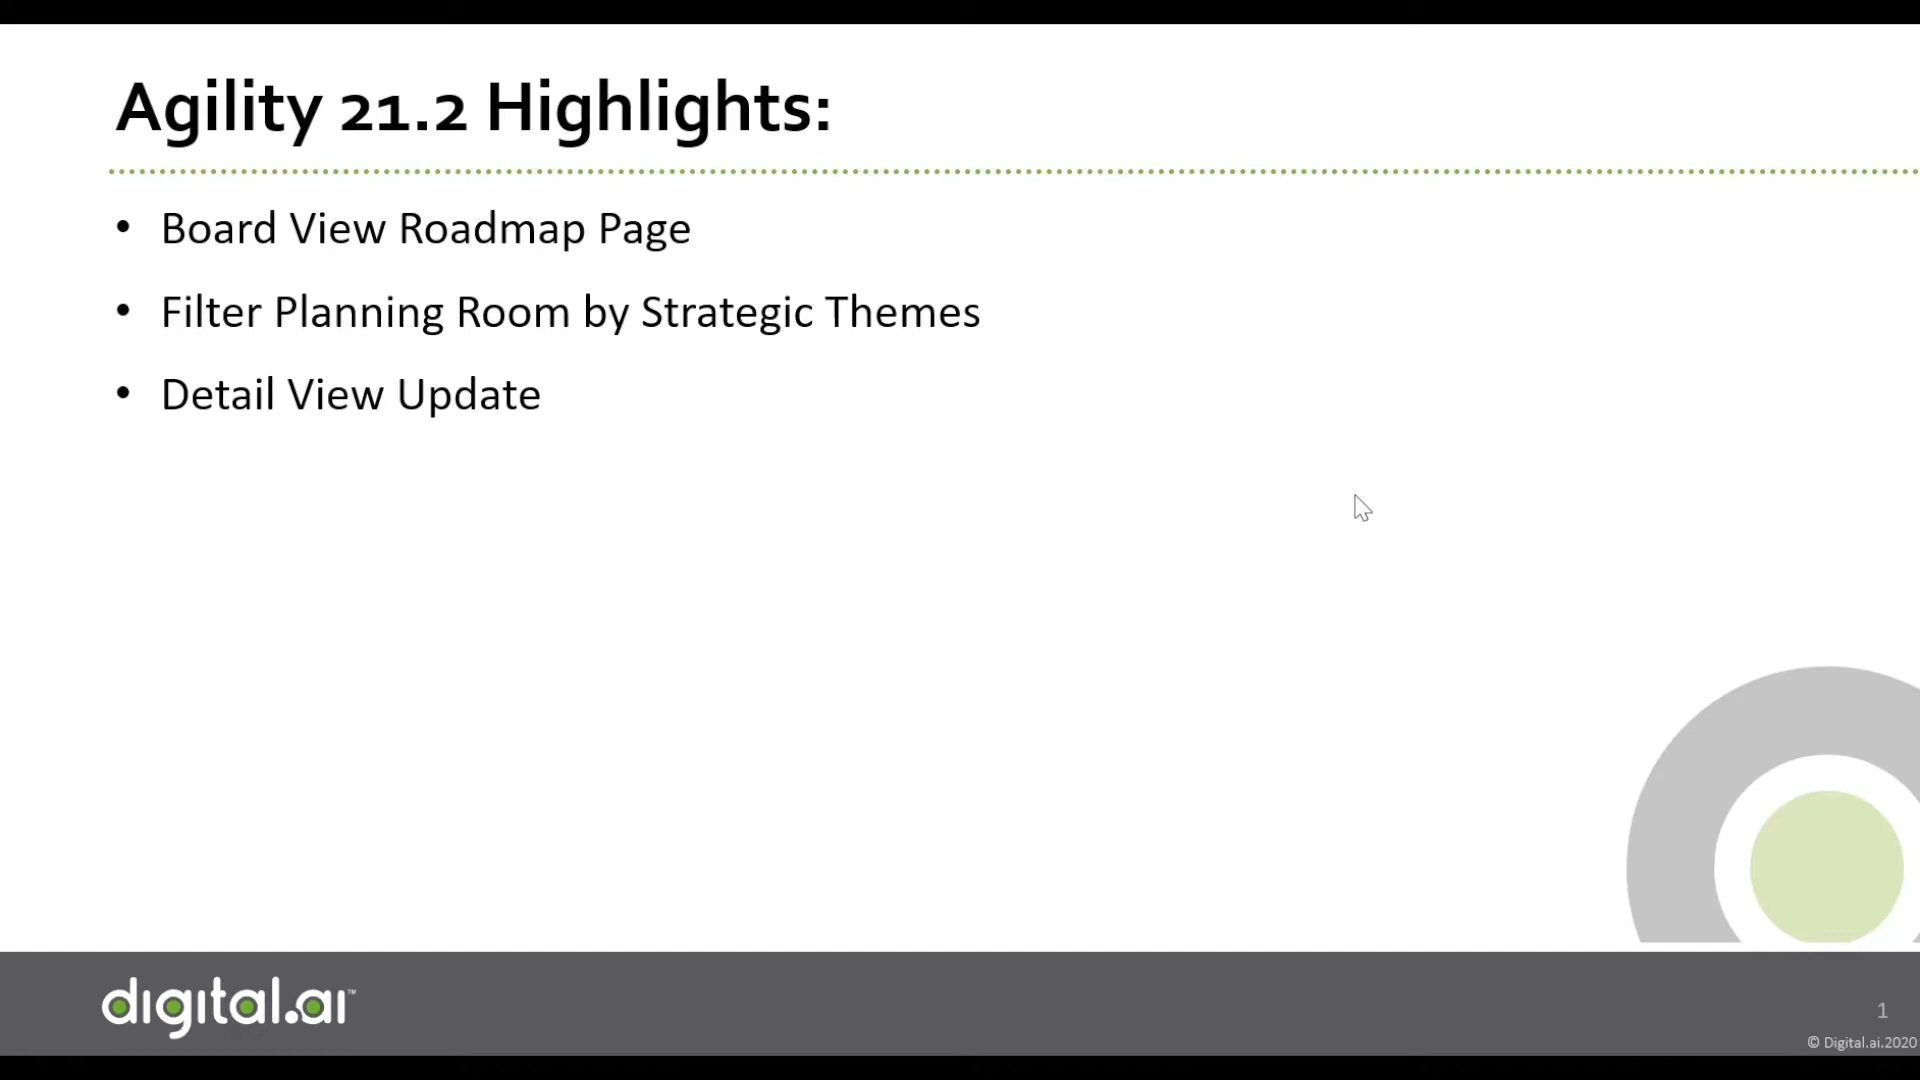 Agility 21.2 Highlights:
• Board View Roadmap Page
• Filter Planning Room by Strategic Themes
• Detail View Update
digital.ai™
1
© Digital.ai.2020